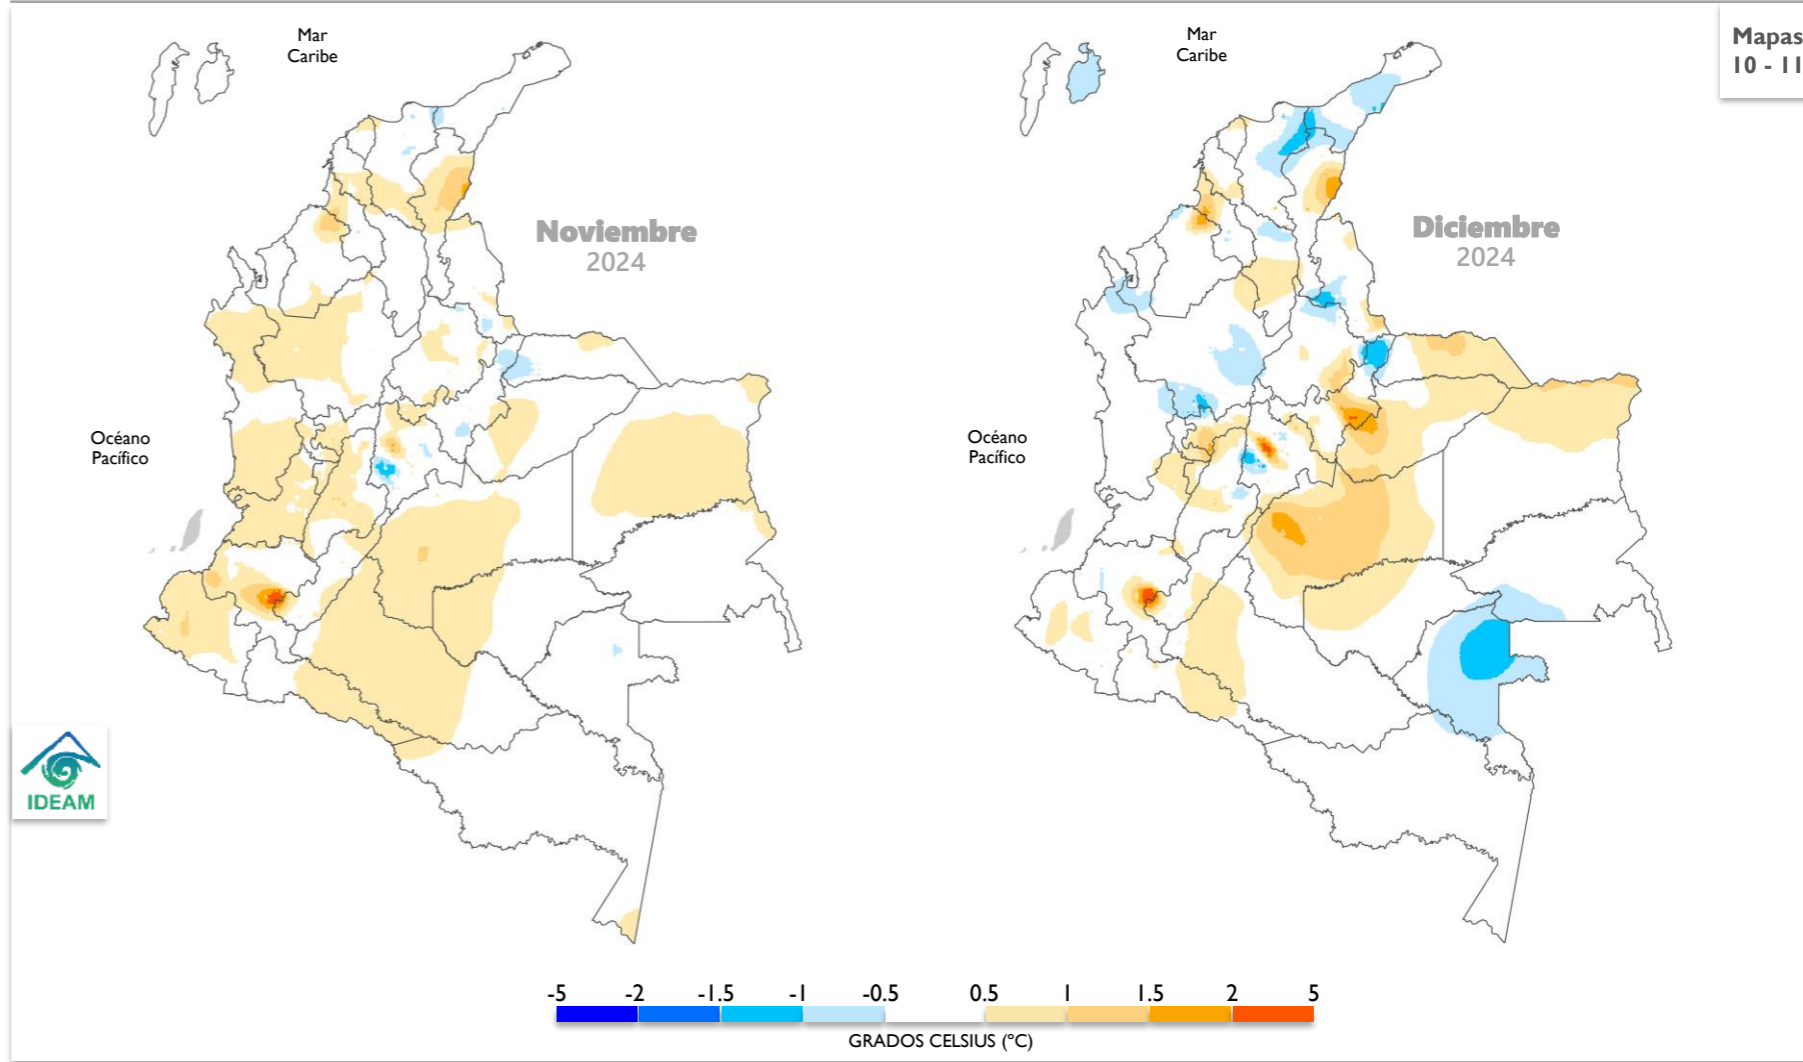 Mar
Caribe
Mar
Caribe
Mapas
10 - 11
Noviembre
2024
Diciembre
2024
Océano
Pacífico
Océano
Pacífico
IDEAM
-5 -2 -1.5 -1 -0.5 0.5 1 1.5 2 5
GRADOS CELSIUS (°C)